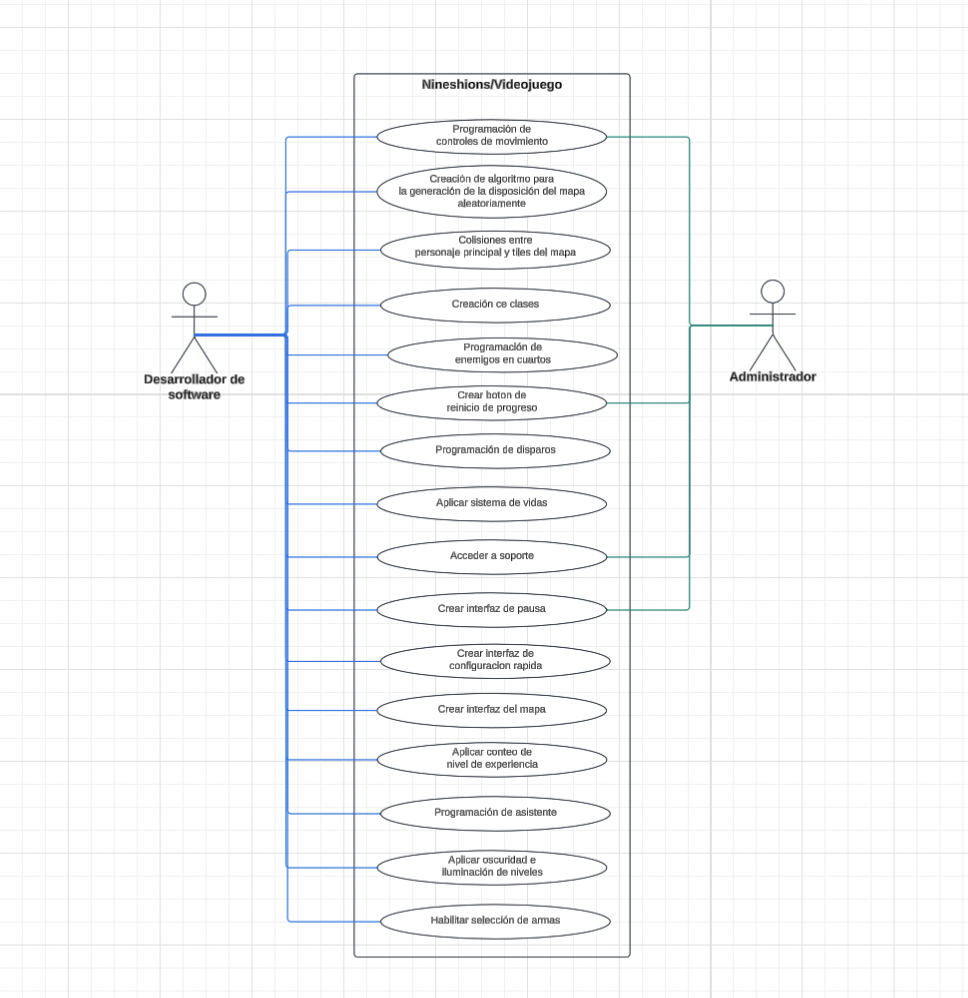 Nineshions/Videojuego
Programación de
controles de movimiento
Creación de algoritmo para
la generación de la disposición del mapa
aleatoriamente
Colisiones entre
personaje principal y tiles del mapa
Creación ce clases
Programación de
enemigos en cuartos
Crear boton de
reinicio de progreso
Programación de disparos
Aplicar sistema de vidas
Acceder a soporte
Crear interfaz de pausa
Crear interfaz de
configuracion rapida
Crear interfaz del mapa
Aplicar conteo de
nivel de experiencia
Programación de asistente
Aplicar oscuridad e
iluminación de niveles
Habilitar selección de armas
Desarrollador de
software
Administrador